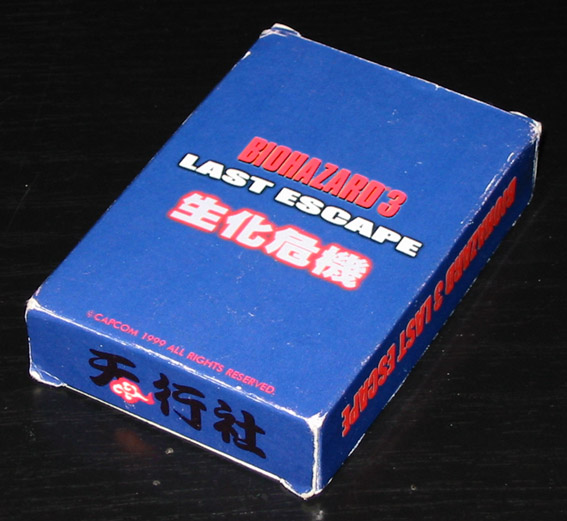 BIOHAZARD 3
LAST ESCAPE
生化危機
©CAPCOM 1999 ALL RIGHTS RESERVED.
天行社
BIOHAZARD 3 LAST ESCAPE